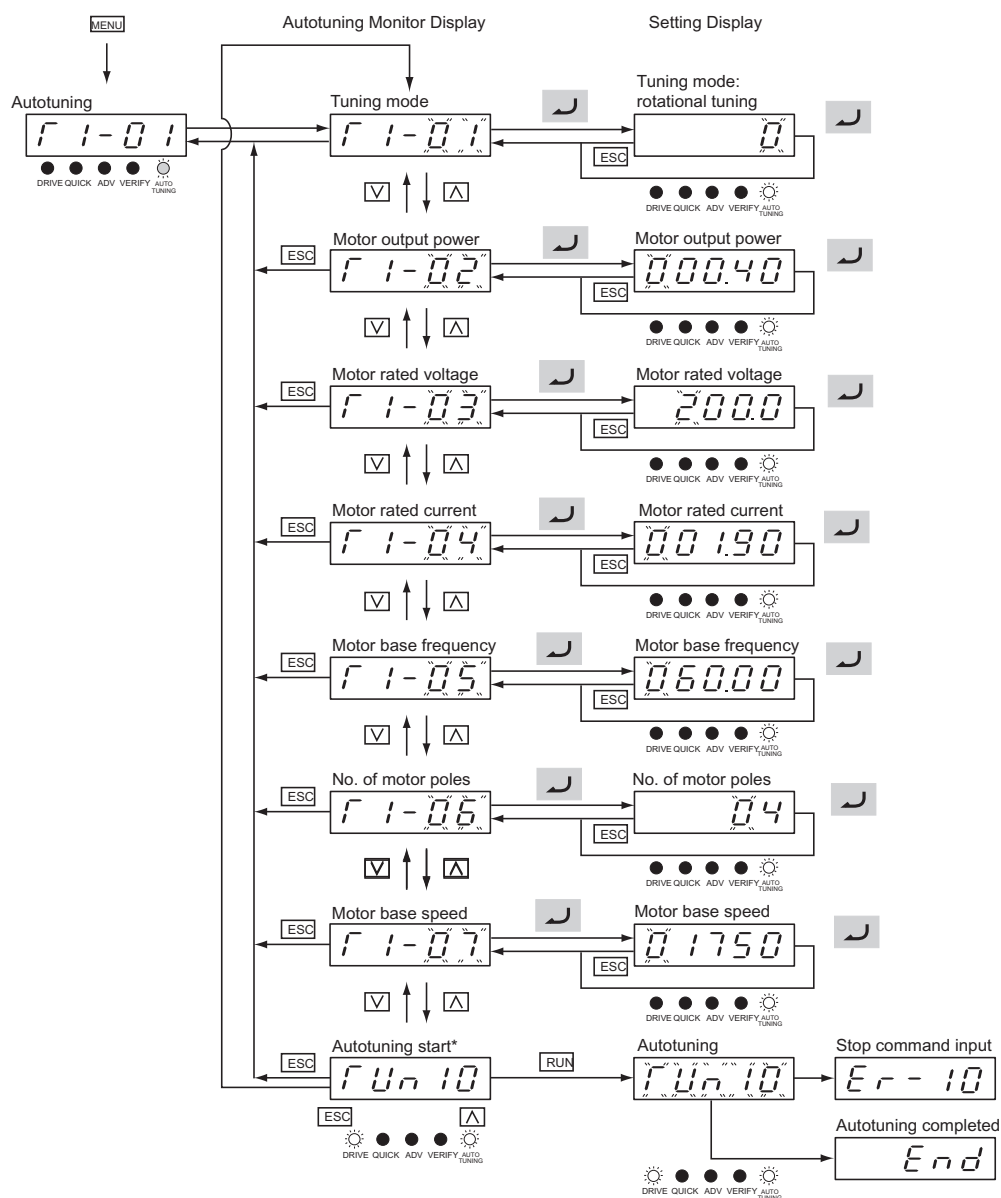 MENU
Autotuning Monitor Display
Setting Display
Autotuning
T1-01
DRIVE QUICK ADV VERIFY AUTO TUNING
Tuning mode
T1-01
Tuning mode:
rotational tuning
0
ESC
DRIVE QUICK ADV VERIFY AUTO TUNING
ESC
Motor output power
T1-02
Motor output power
000.40
ESC
DRIVE QUICK ADV VERIFY AUTO TUNING
ESC
Motor rated voltage
T1-03
Motor rated voltage
200.0
ESC
DRIVE QUICK ADV VERIFY AUTO TUNING
ESC
Motor rated current
T1-04
Motor rated current
001.90
ESC
DRIVE QUICK ADV VERIFY AUTO TUNING
ESC
Motor base frequency
T1-05
Motor base frequency
060.00
ESC
DRIVE QUICK ADV VERIFY AUTO TUNING
ESC
No. of motor poles
T1-06
No. of motor poles
04
ESC
DRIVE QUICK ADV VERIFY AUTO TUNING
ESC
Motor base speed
T1-07
Motor base speed
01750
ESC
DRIVE QUICK ADV VERIFY AUTO TUNING
ESC
Autotuning start*
TUn10
RUN
Autotuning
TUn10
Stop command input
Er-10
ESC
DRIVE QUICK ADV VERIFY AUTO TUNING
Autotuning completed
End
DRIVE QUICK ADV VERIFY AUTO TUNING